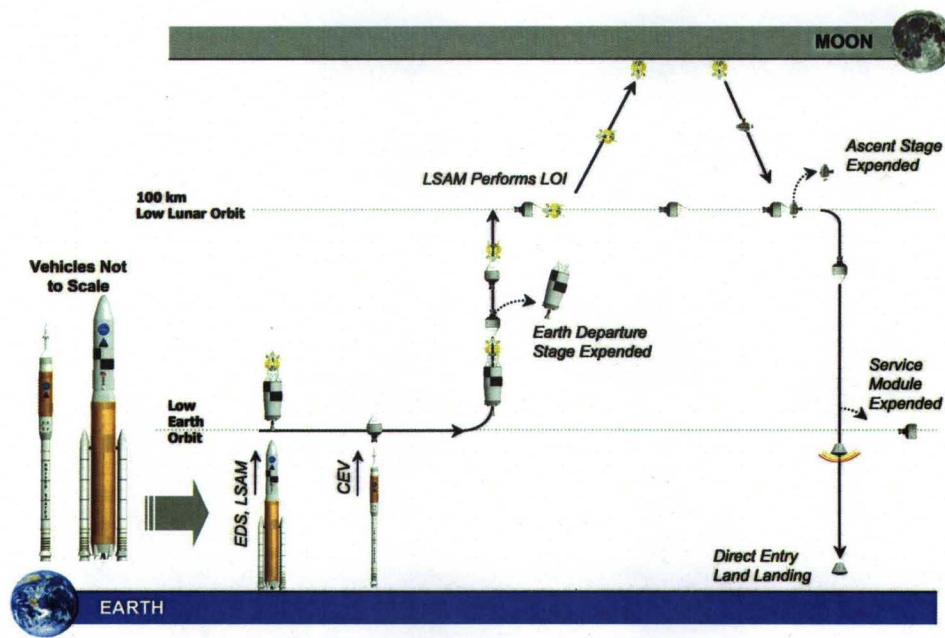 MOON
Ascent Stage
Expended
LSAM Performs LOI
100 km
Low Lunar Orbit
Vehicles Not
to Scale
Earth Departure
Stage Expended
Service
Module
Expended
Low
Earth
Orbit
EDS, LSAM
CEV
Direct Entry
Land Landing
EARTH